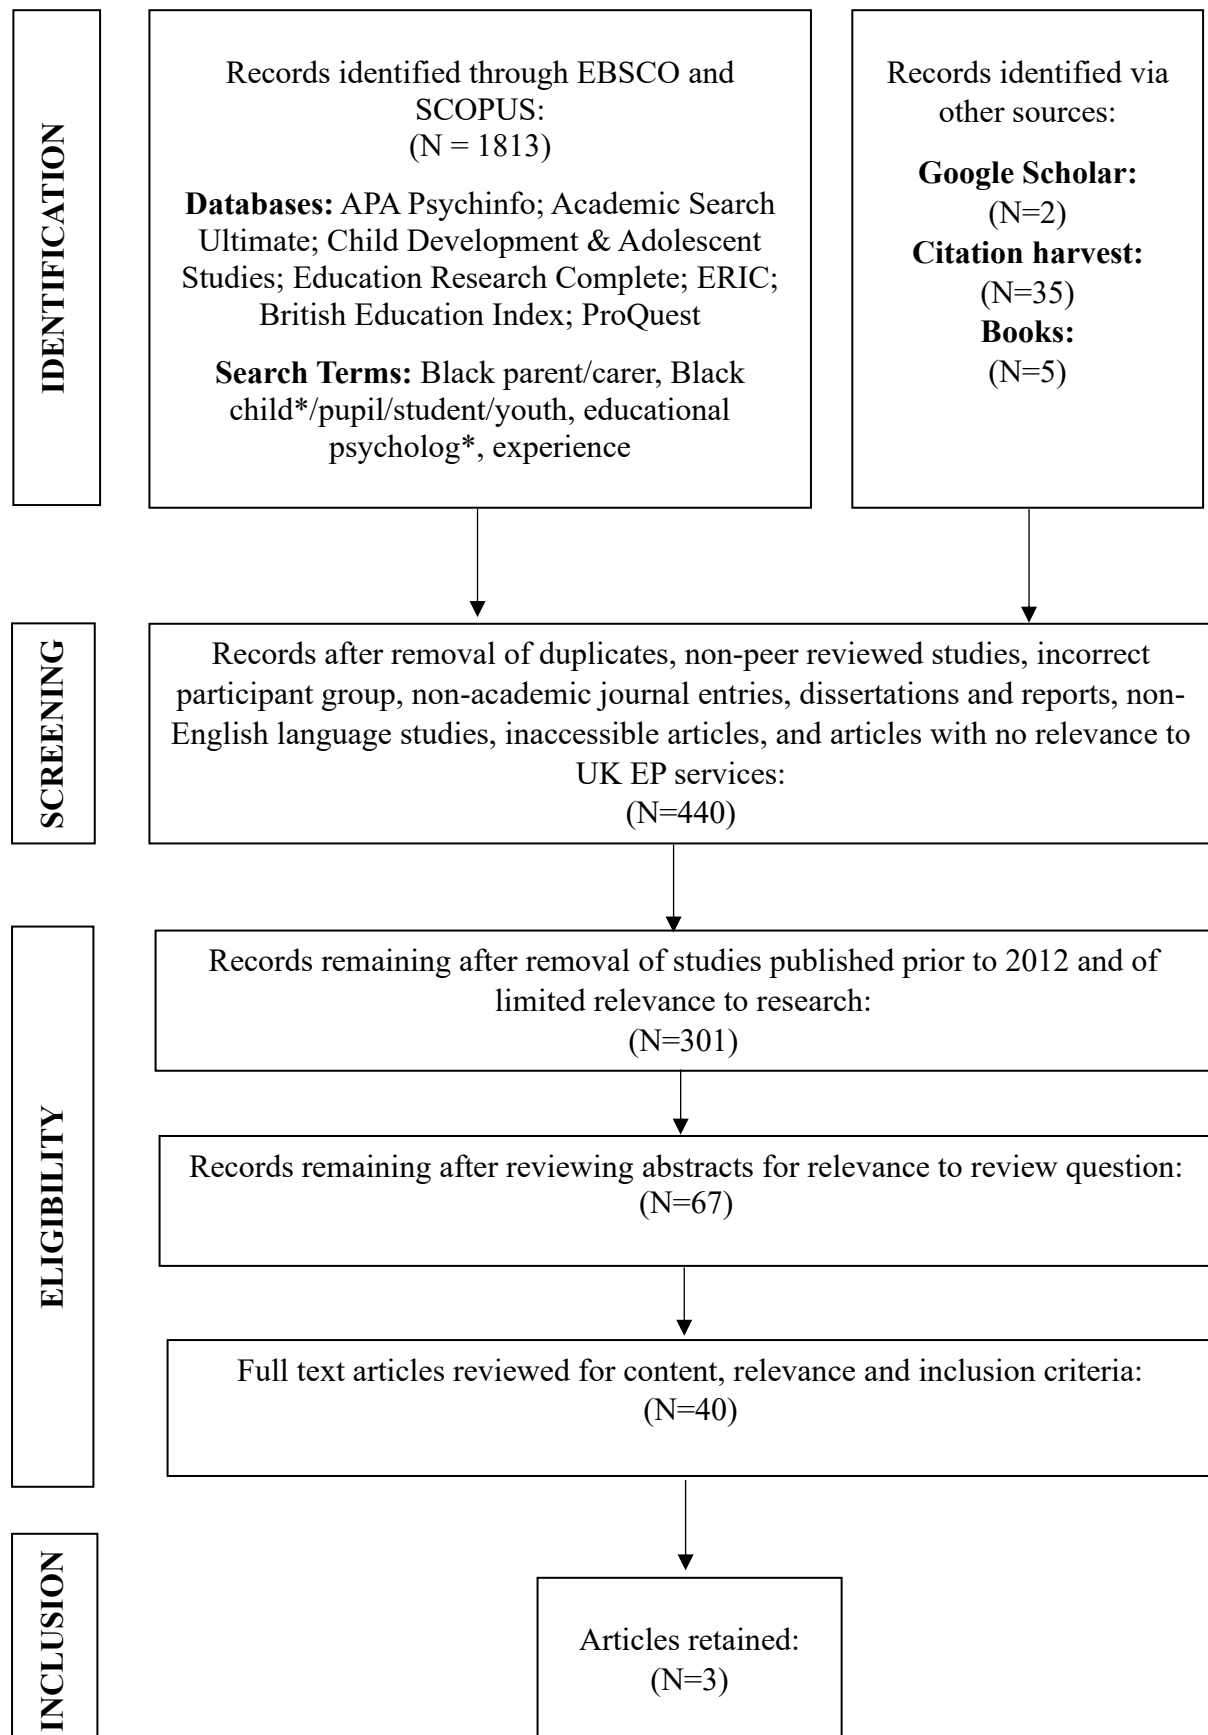 IDENTIFICATION
Records identified through EBSCO and
SCOPUS:
(N = 1813)
Databases: APA Psychinfo; Academic Search
Ultimate; Child Development & Adolescent
Studies; Education Research Complete; ERIC;
British Education Index; ProQuest
Search Terms: Black parent/carer, Black
child*/pupil/student/youth, educational
psycholog*, experience
Records identified via
other sources:
Google Scholar:
(N=2)
Citation harvest:
(N=35)
Books:
(N=5)
SCREENING
Records after removal of duplicates, non-peer reviewed studies, incorrect
participant group, non-academic journal entries, dissertations and reports, non-
English language studies, inaccessible articles, and articles with no relevance to
UK EP services:
(N=440)
ELIGIBILITY
Records remaining after removal of studies published prior to 2012 and of
limited relevance to research:
(N=301)
Records remaining after reviewing abstracts for relevance to review question:
(N=67)
Full text articles reviewed for content, relevance and inclusion criteria:
(N=40)
INCLUSION
Articles retained:
(N=3)